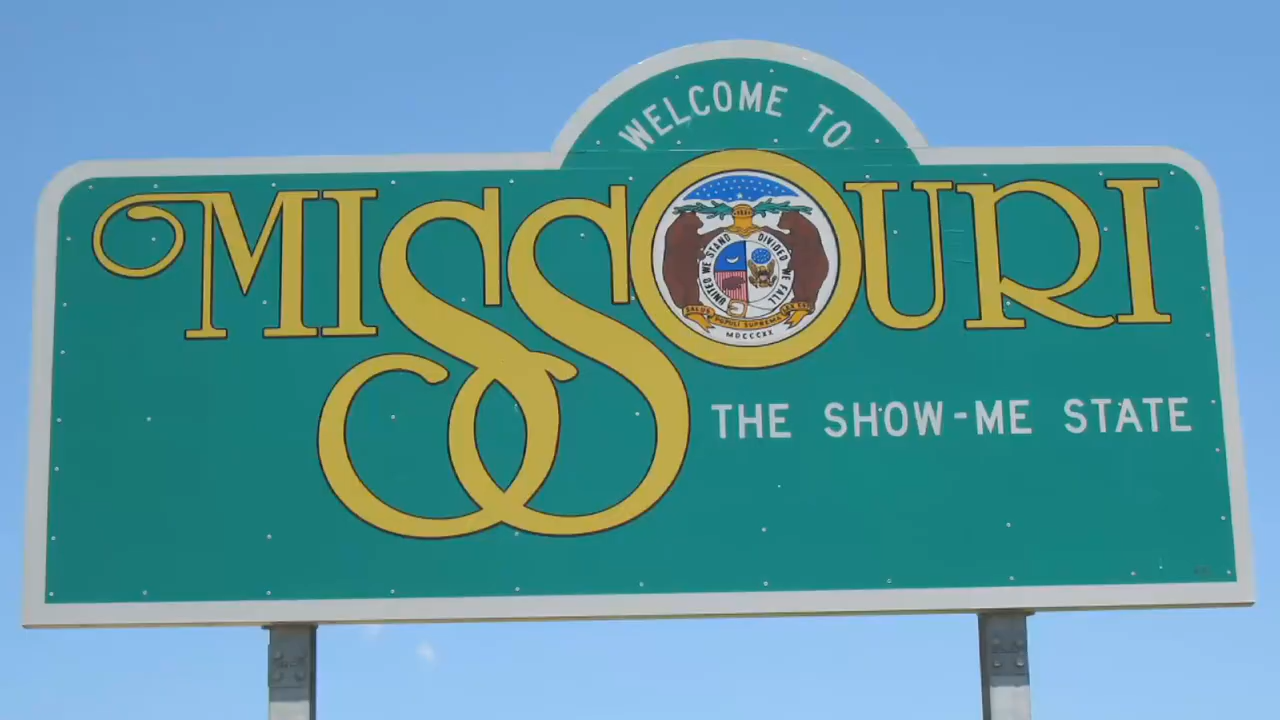 WELCOME TO
MISSOURI
UNITED WE STAND DIVIDED WE FALL
SALUS POPULI SUPREMA LEX ESTO
MDCCCXX
THE SHOW-ME STATE